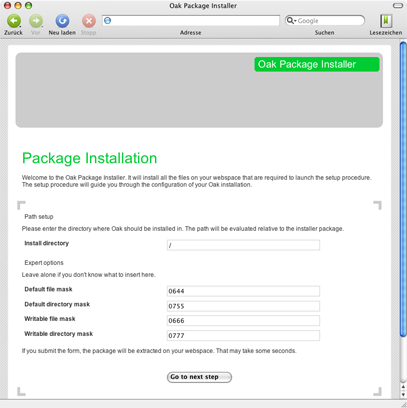 Oak Package Installer
Zurück Vor Neu laden Stopp Adresse Google Suchen Lesezeichen
Oak Package Installer
Package Installation
Welcome to the Oak Package Installer. It will install all the files on your webspace that are required to launch the setup procedure.
The setup procedure will guide you through the configuration of your Oak installation.
Path setup
Please enter the directory where Oak should be installed in. The path will be evaluated relative to the installer package.
Install directory /
Expert options
Leave alone if you don't know what to insert here.
Default file mask 0644
Default directory mask 0755
Writable file mask 0666
Writable directory mask 0777
If you submit the form, the package will be extracted on your webspace. That may take some seconds.
Go to next step